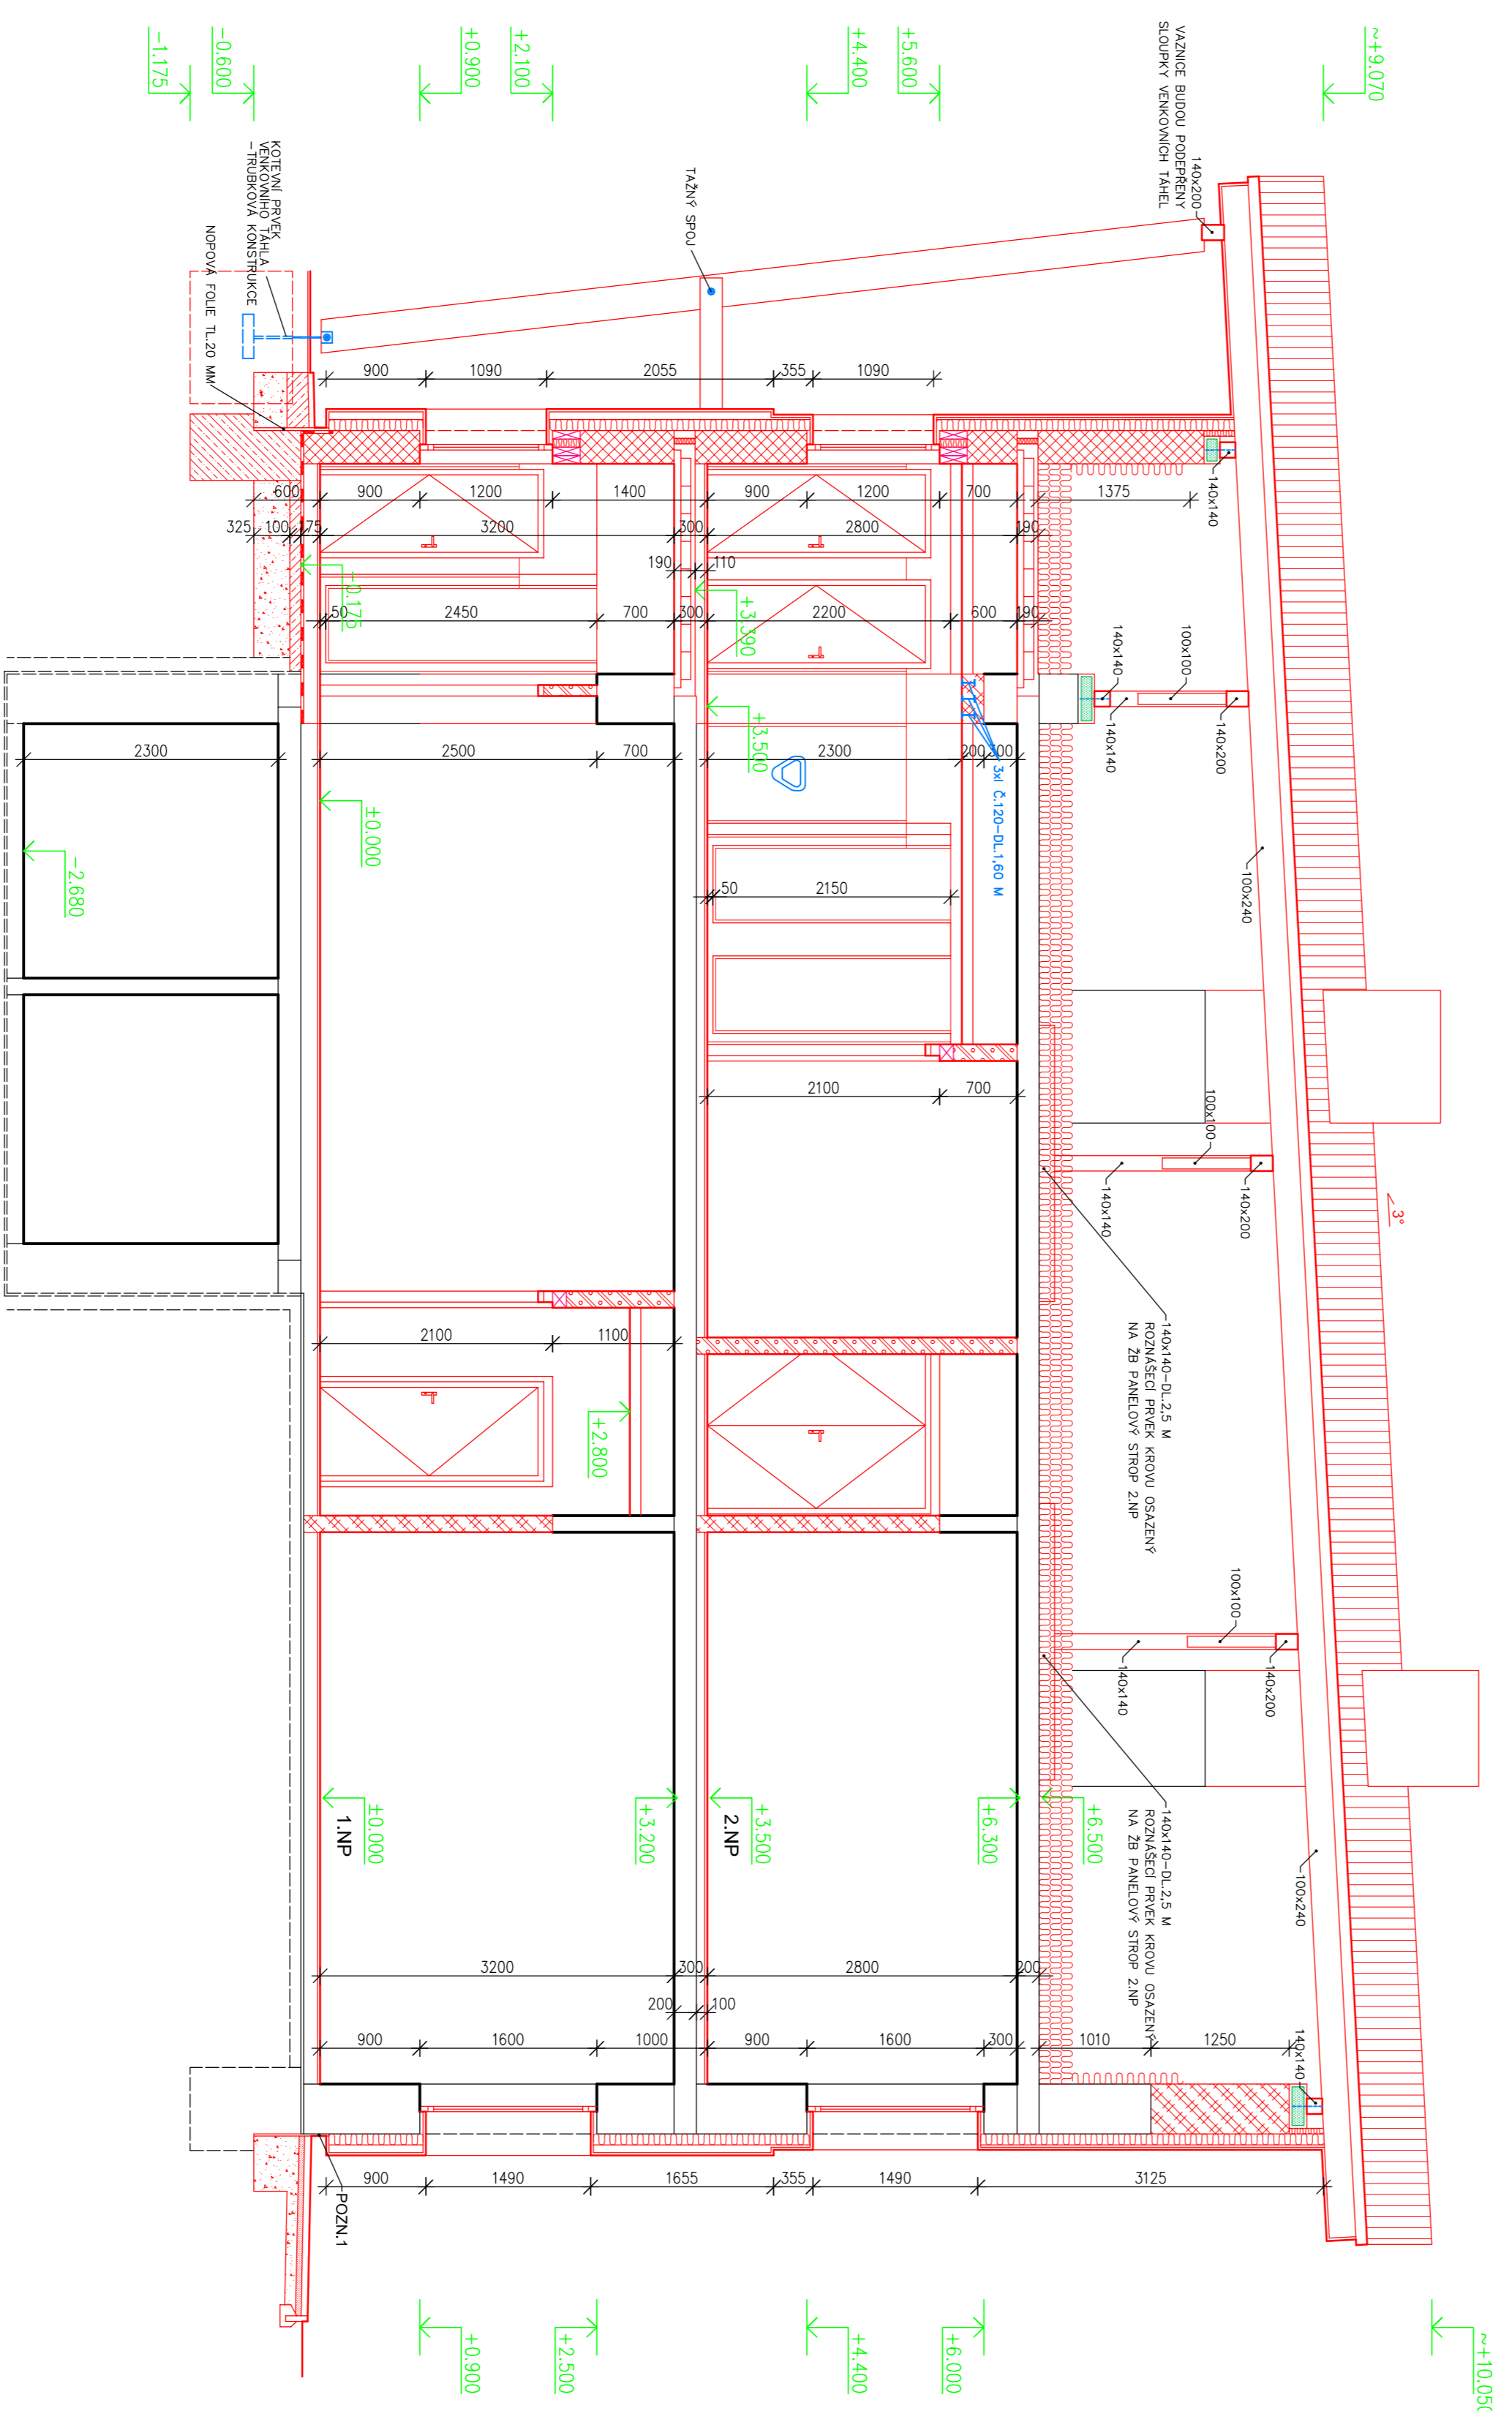 ~+9.070
+5.600
+4.400
+2.100
+0.900
-0.600
-1.175
140x200
VAZNICE BUDOU PODEPŘENY
SLOUPKY VENKOVNÍCH TÁHEL
TAŽNÝ SPOJ
KOTEVNÍ PRVEK
VENKOVNÍHO TÁHLA
-TRUBKOVÁ KONSTRUKCE
NOPOVÁ FOLIE TL.20 MM
900
1090
2055
355
1090
140x140
600
900
1200
1400
900
1200
700
1375
325
100
175
3200
300
2800
190
190
110
-0.175
+3.390
50
2450
700
300
2200
600
190
140x140
100x100
140x200
140x140
+3.500
2300
2500
700
2300
200
300
3xI Č.120-DL.1,60 M
±0.000
-2.680
50
2150
100x240
2100
700
100x100
140x200
140x140
3°
140x140-DL.2,5 M
ROZNÁŠECÍ PRVEK KROVU OSAZENÝ
NA ŽB PANELOVÝ STROP 2.NP
2100
1100
+2.800
100x100
140x200
140x140
140x140-DL.2,5 M
ROZNÁŠECÍ PRVEK KROVU OSAZENÝ
NA ŽB PANELOVÝ STROP 2.NP
100x240
+6.500
+6.300
+3.500
2.NP
+3.200
±0.000
1.NP
3200
300
2800
200
200
100
900
1600
1000
900
1600
300
1010
1250
140x140
900
1490
1655
355
1490
3125
POZN.1
~+10.050
+6.000
+4.400
+2.500
+0.900